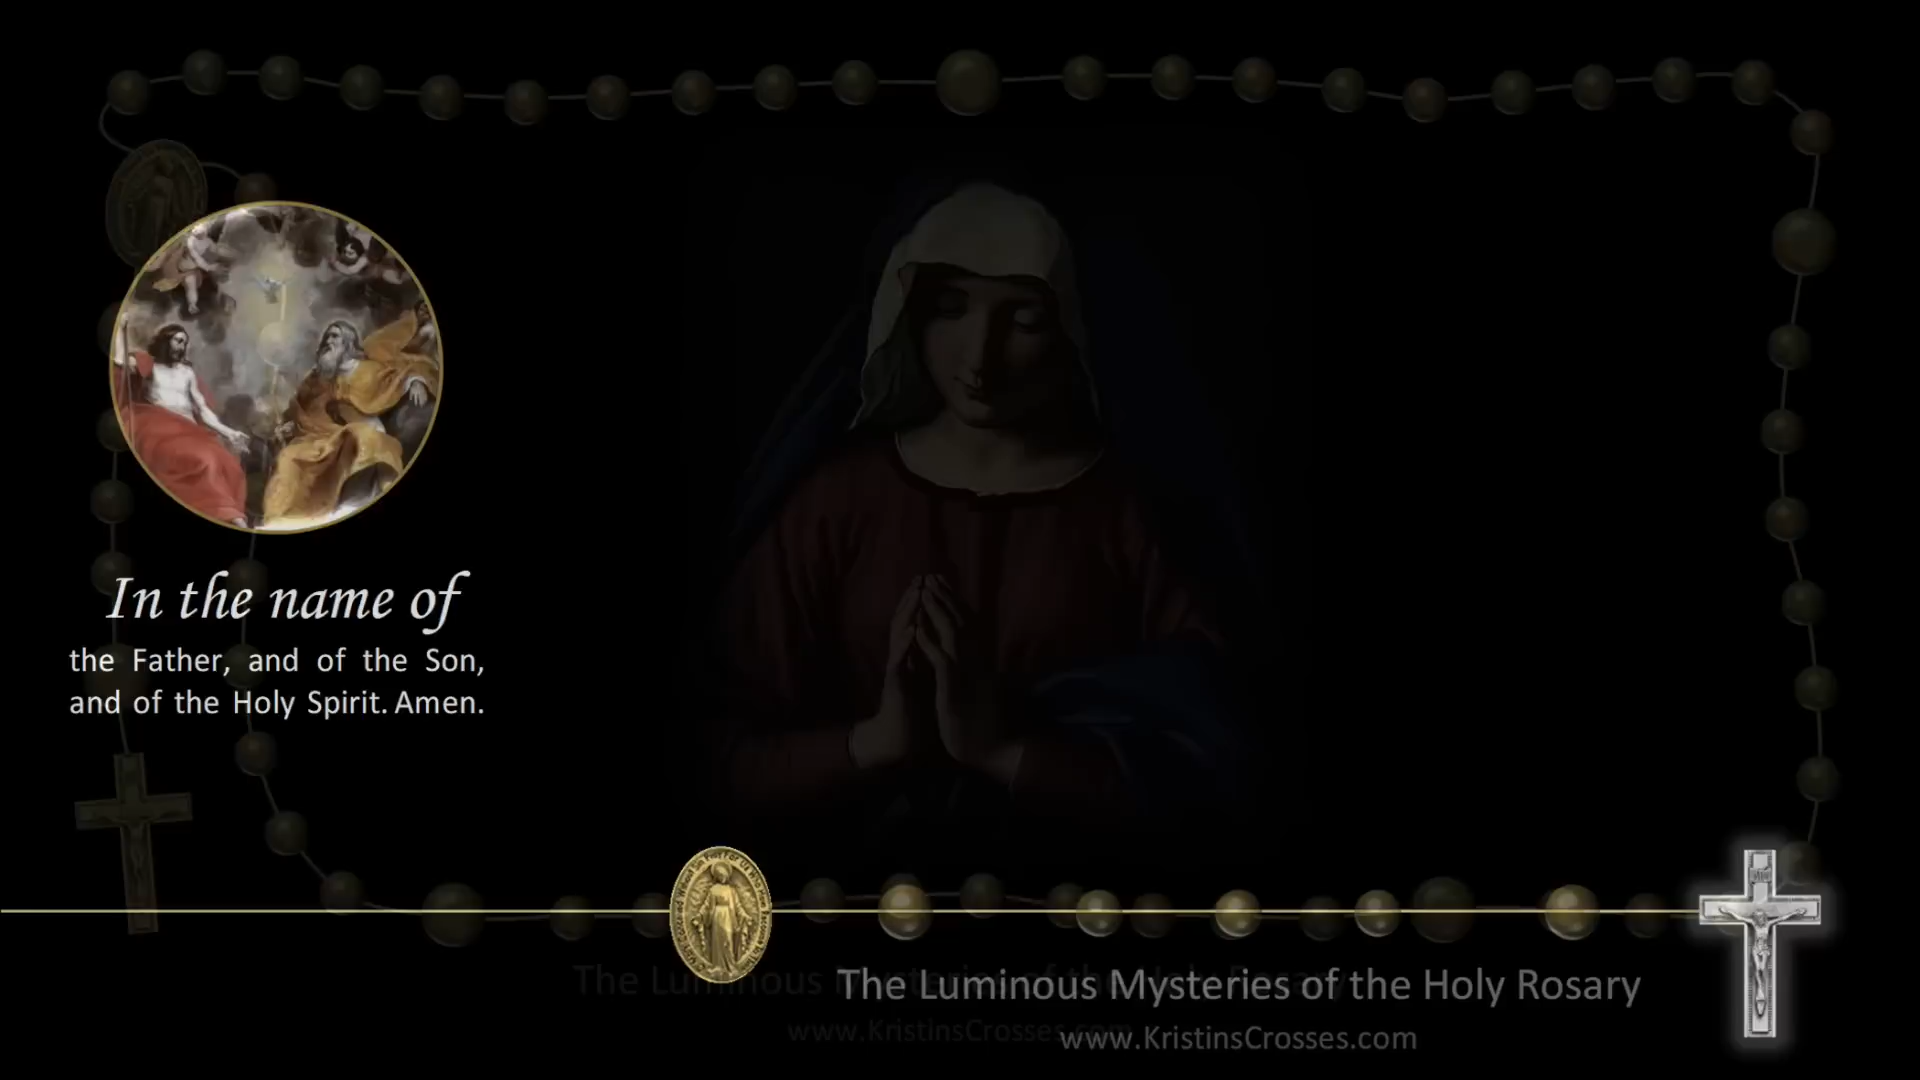 In the name of
the Father, and of the Son,
and of the Holy Spirit. Amen.
The Luminous Mysteries of the Holy Rosary
www.KristinsCrosses.com